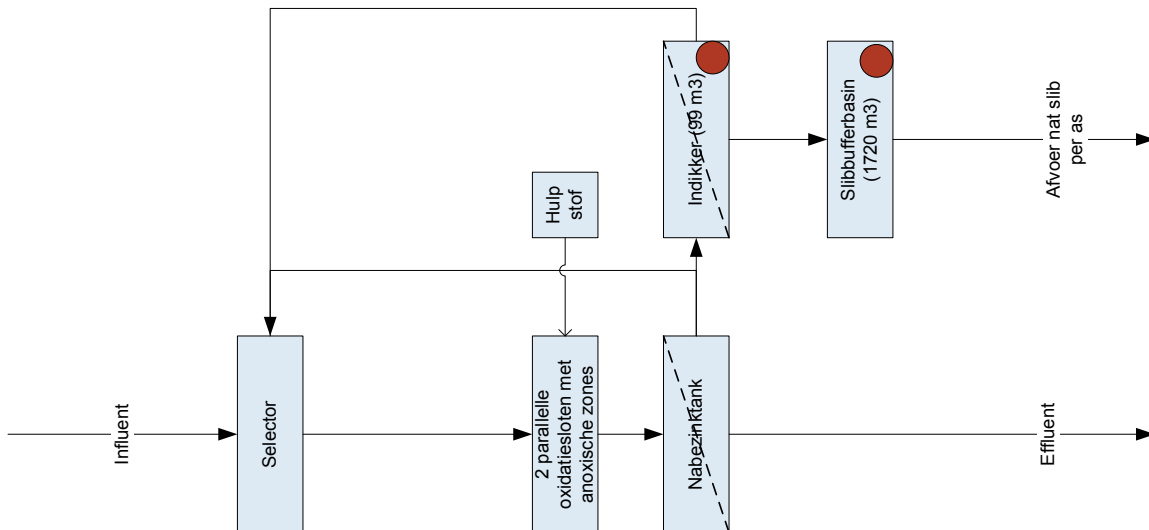 Influent
Selector
Hulp
stof
2 parallelle
oxidatiesloten met
anoxische zones
Nabezinktank
Indikker (99 m3)
Slibbufferbasin
(1720 m3)
Afvoer nat slib
per as
Effluent